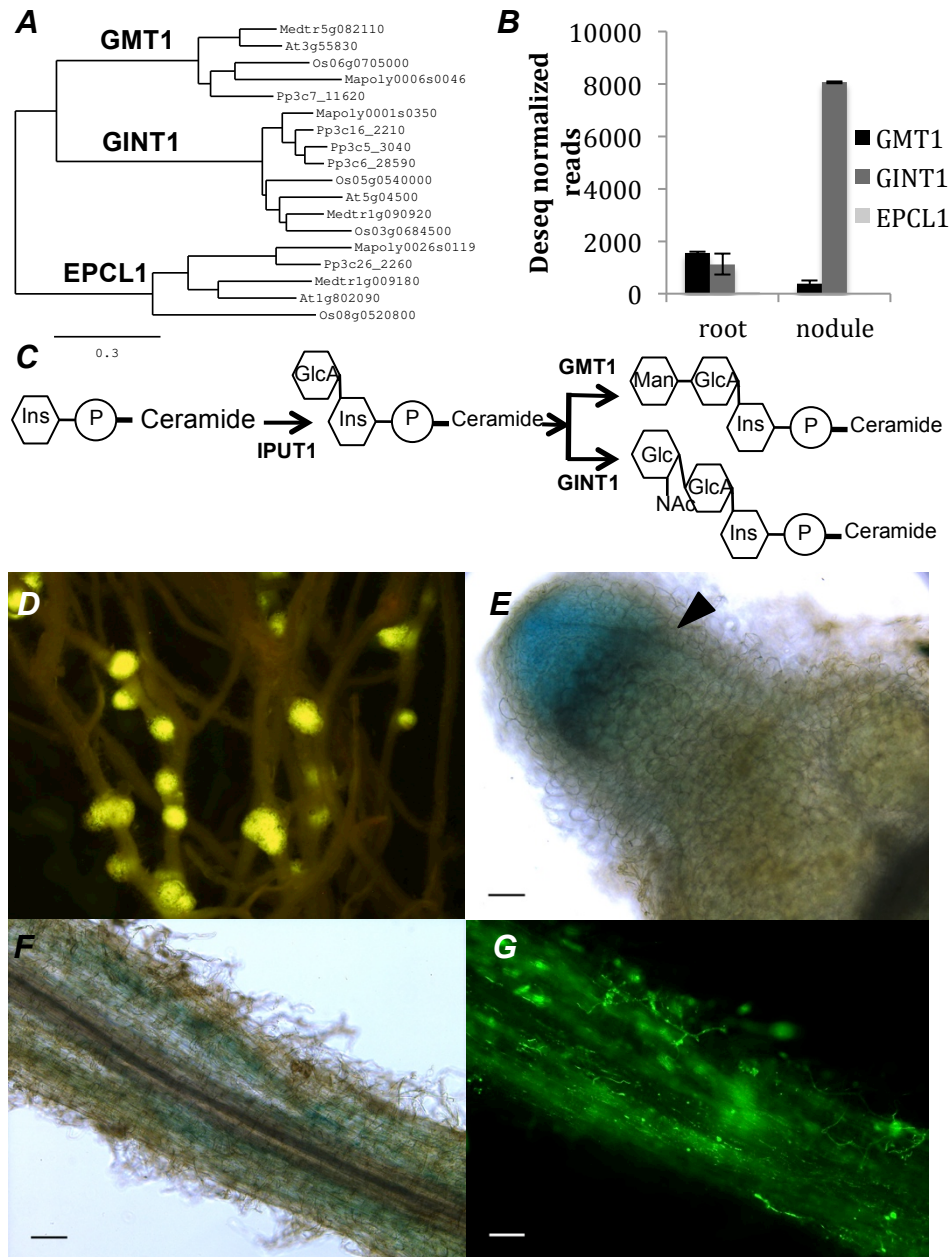 A
GMT1
GINT1
EPCL1
Medtr5g082110
At3g55830
Os06g0705000
Mapoly0006s0046
Pp3c7_11620
Mapoly0001s0350
Pp3c16_2210
Pp3c5_3040
Pp3c6_28590
Os05g0540000
At5g04500
Medtr1g090920
Os03g0684500
Mapoly0026s0119
Pp3c26_2260
Medtr1g009180
At1g802090
Os08g0520800
0.3
B
Deseq normalized
reads
10000
8000
6000
4000
2000
0
root nodule
GMT1
GINT1
EPCL1
C
Ins P Ceramide
IPUT1
GlcA
Ins P Ceramide
GMT1
GINT1
Man GlcA
Ins P Ceramide
Glc
NAc
GlcA
Ins P Ceramide
D
E
F
G